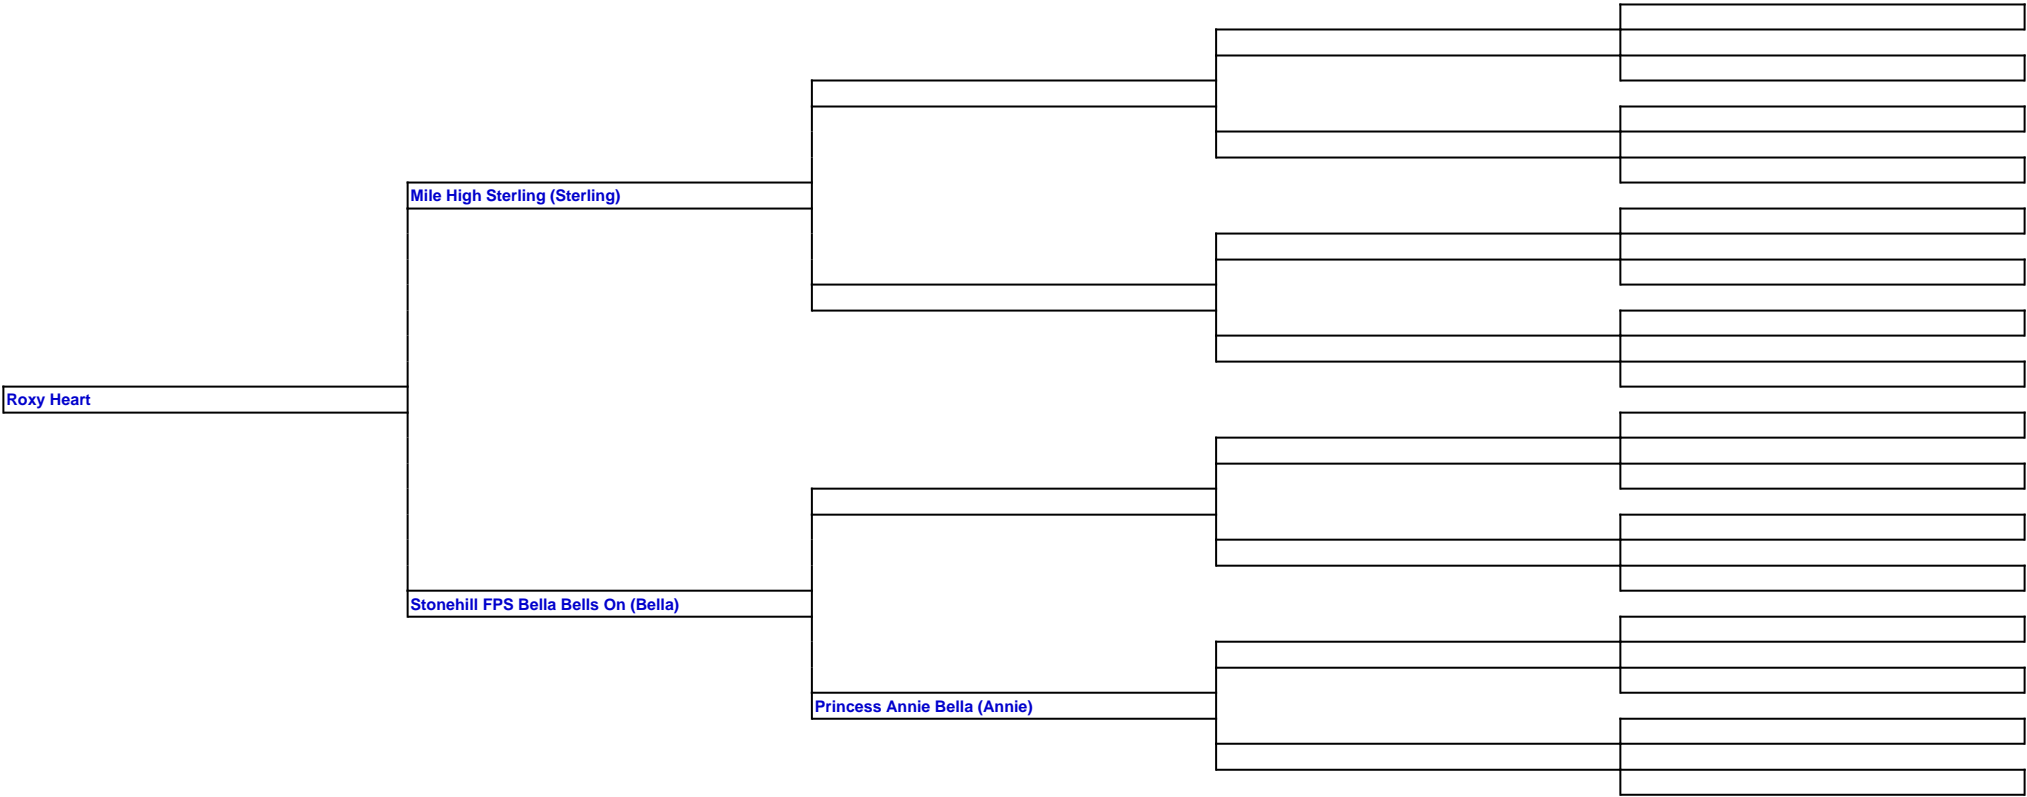 Mile High Sterling (Sterling)
Roxy Heart
Stonehill FPS Bella Bells On (Bella)
Princess Annie Bella (Annie)